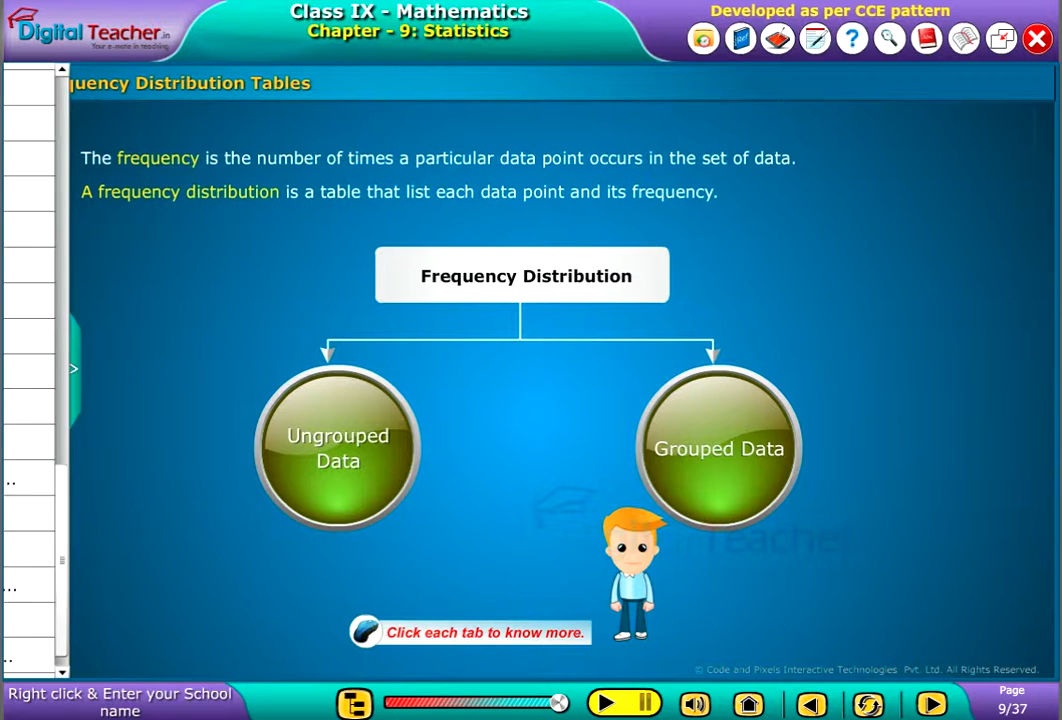 Class IX - Mathematics
Chapter - 9: Statistics
Developed as per CCE pattern
Digital Teacher.in
Your e-mate in teaching
Ref
?
quency Distribution Tables
The frequency is the number of times a particular data point occurs in the set of data.
A frequency distribution is a table that list each data point and its frequency.
Frequency Distribution
>
Ungrouped
Data
Grouped Data
..
Teacher
...
Click each tab to know more.
..
© Code and Pixels Interactive Technologies Pvt. Ltd. All Rights Reserved.
Right click & Enter your School
name
Page
9/37